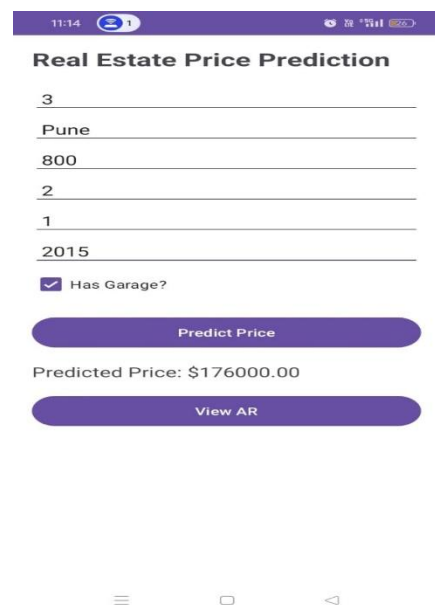 11:14 1
Real Estate Price Prediction
3
Pune
800
2
1
2015
Has Garage?
Predict Price
Predicted Price: $176000.00
View AR